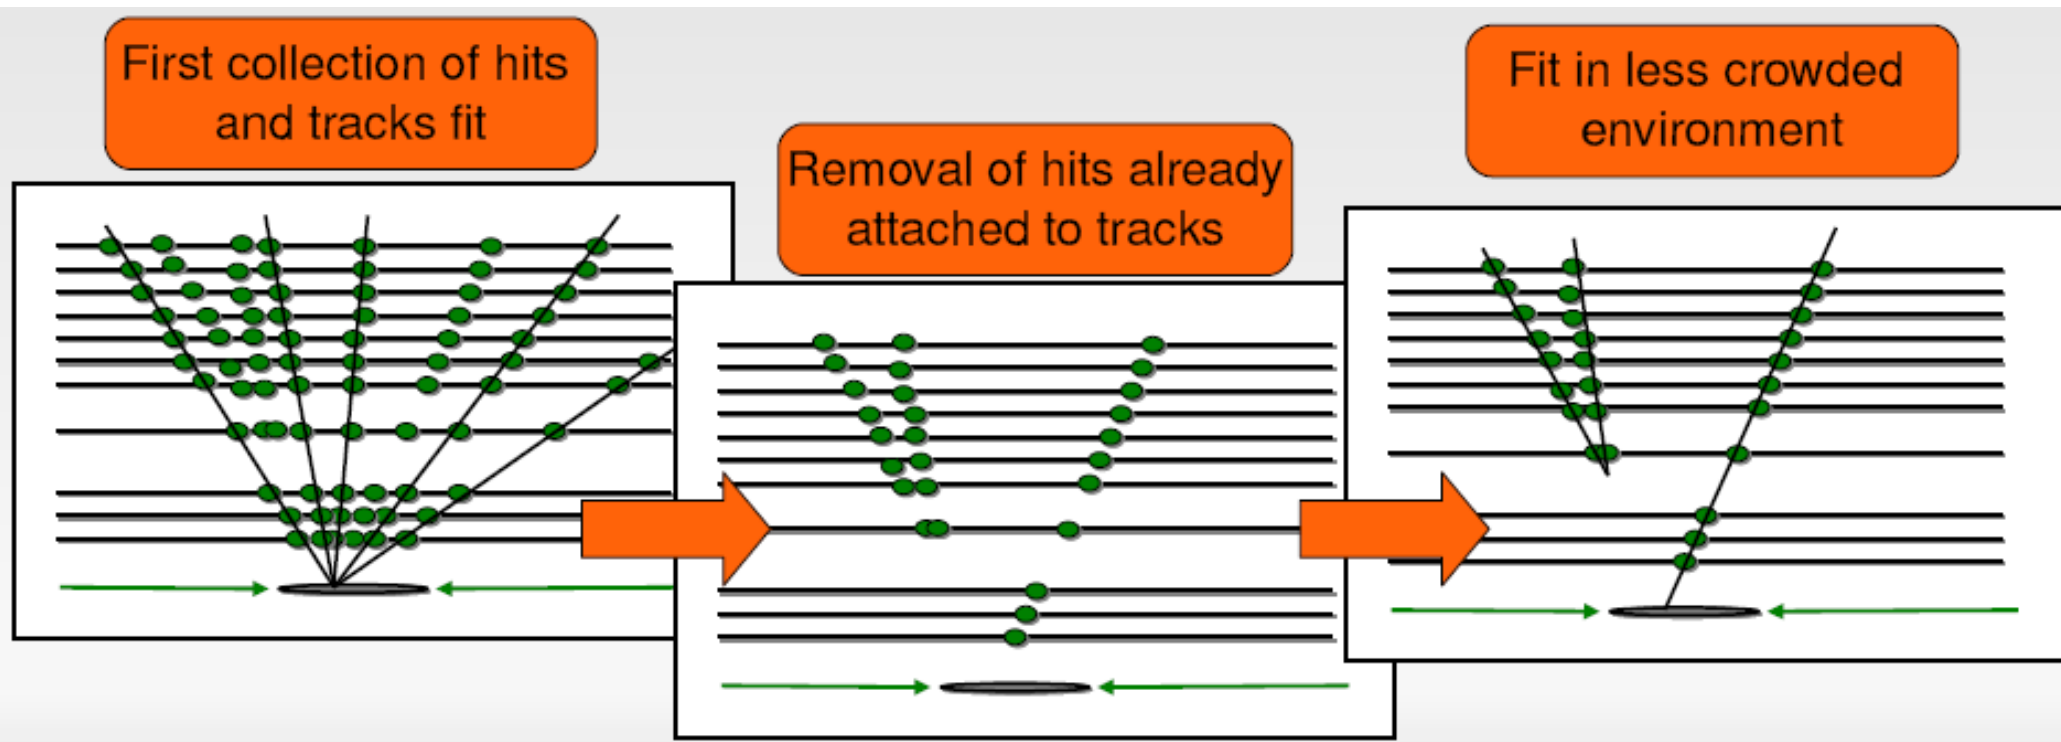 First collection of hits
and tracks fit
Removal of hits already
attached to tracks
Fit in less crowded
environment